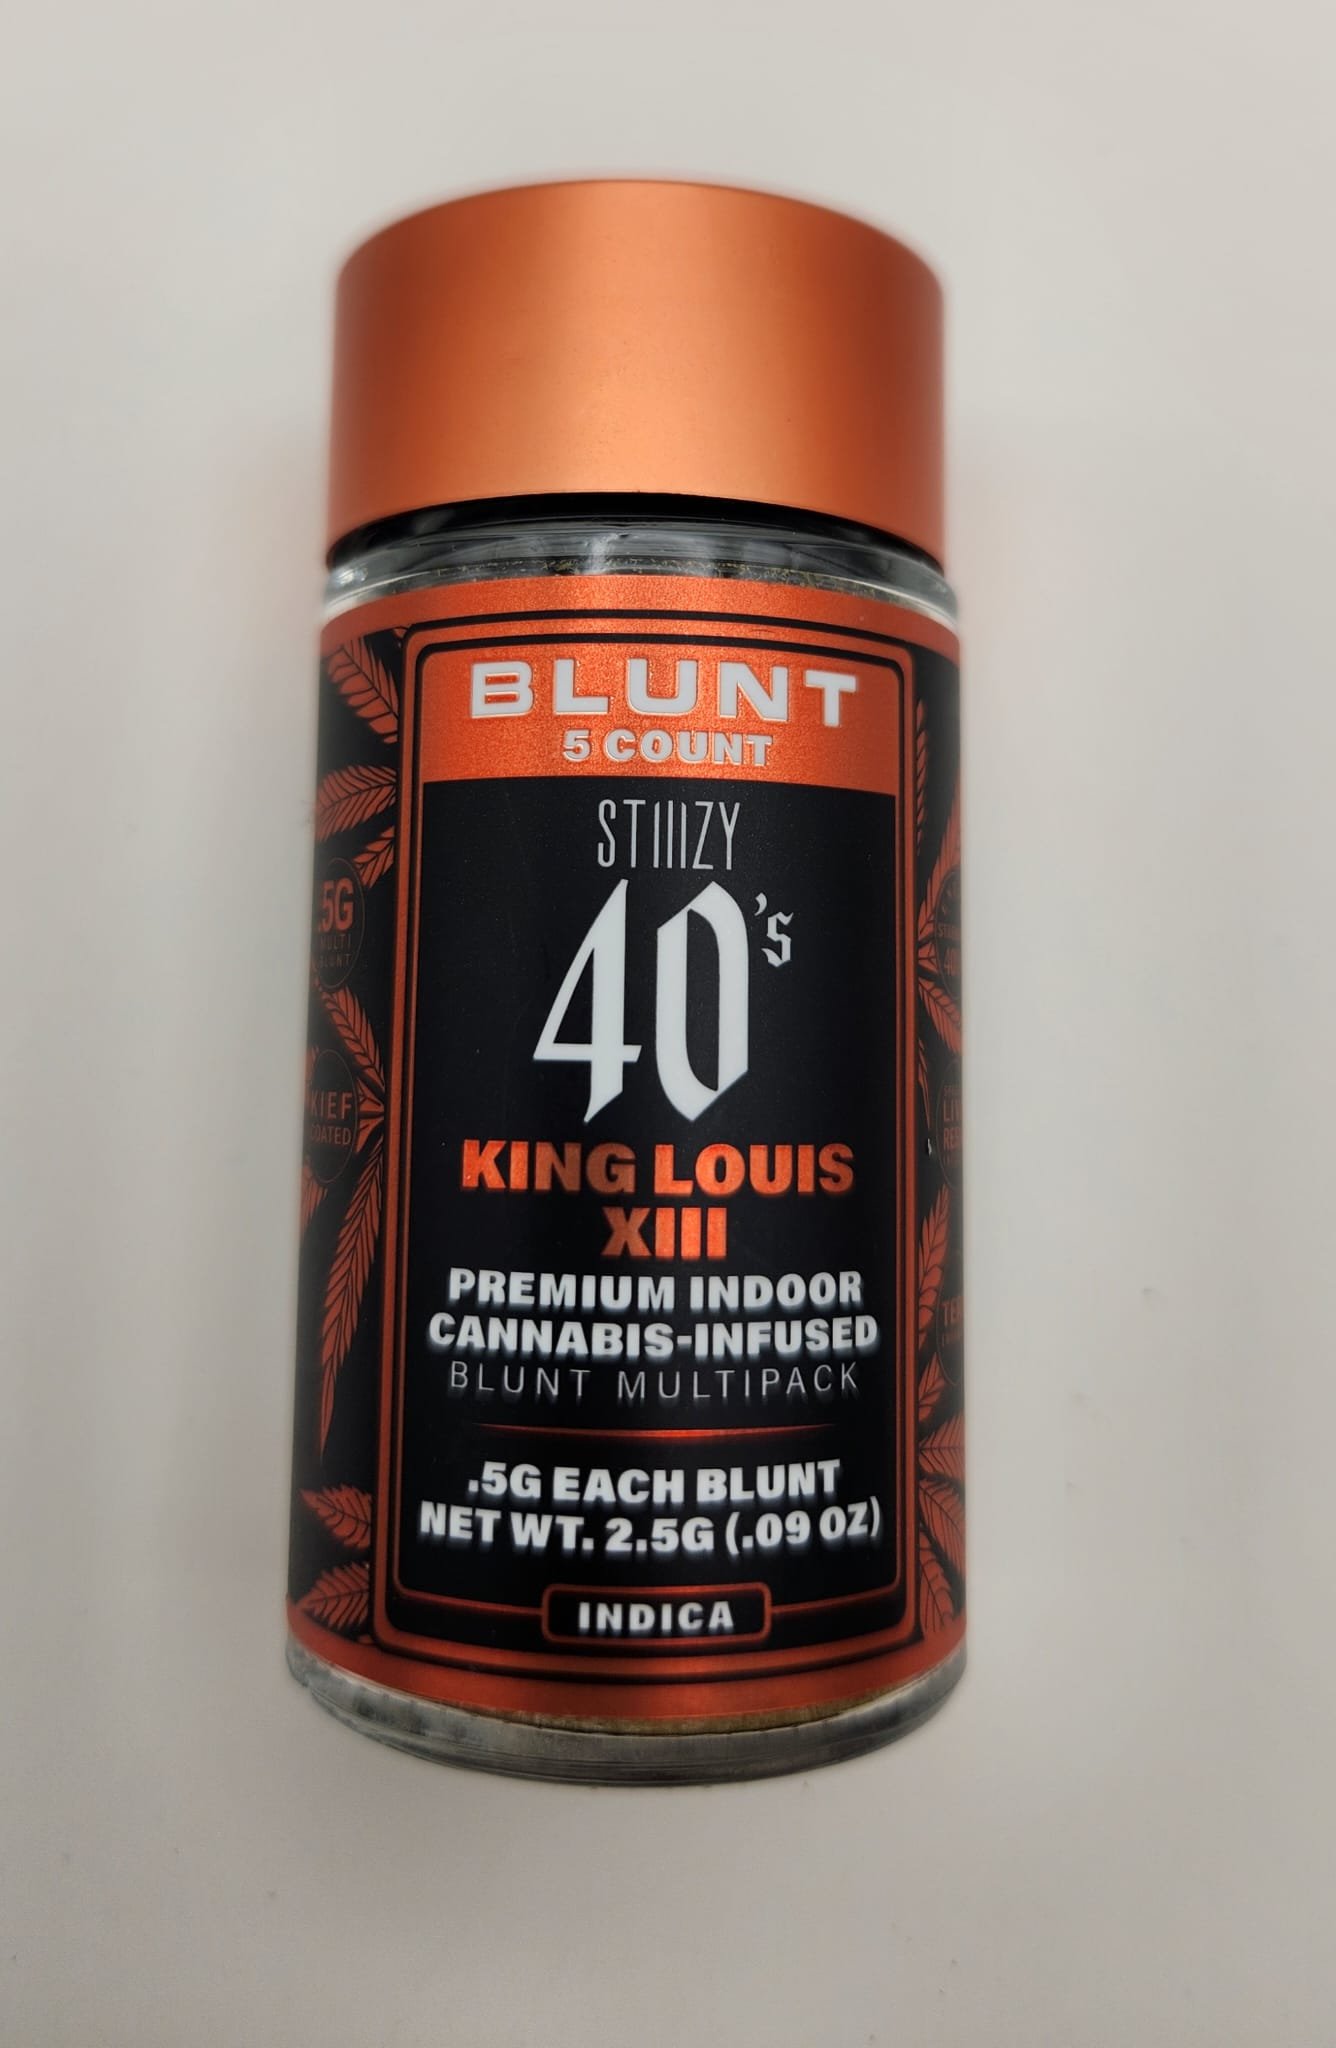 BLUNT
5 COUNT
STIIIZY
40's
KING LOUIS
XIII
PREMIUM INDOOR
CANNABIS-INFUSED
BLUNT MULTIPACK
.5G EACH BLUNT
NET WT. 2.5G (.09 OZ)
INDICA
.5G
KIEF